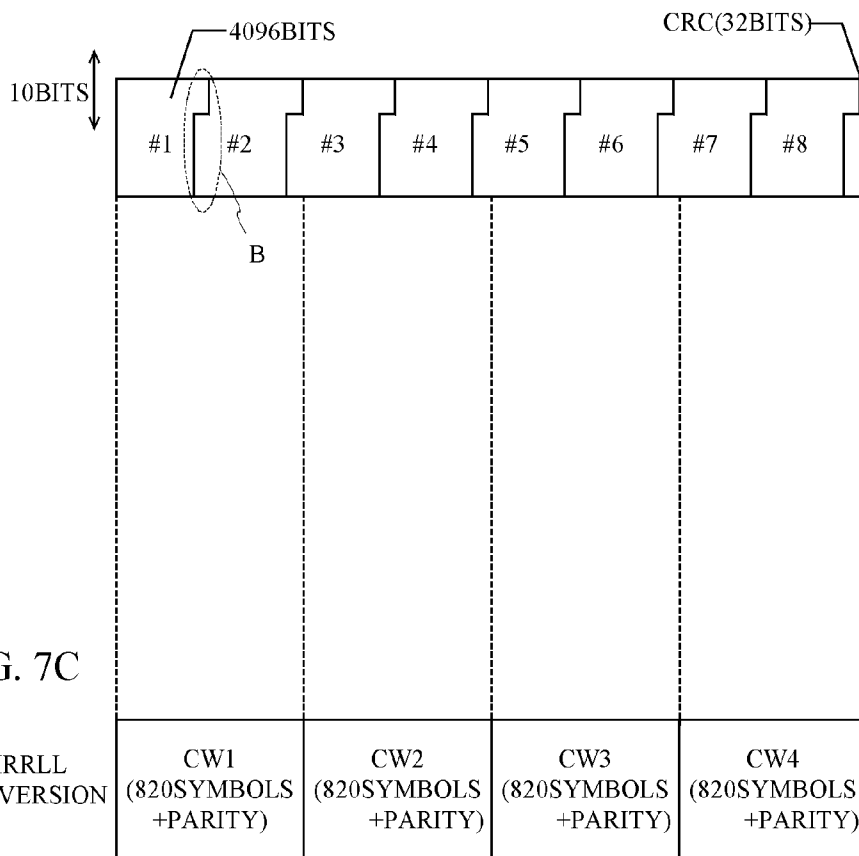 4096BITS
CRC(32BITS)
10BITS
#1 #2 #3 #4 #5 #6 #7 #8
B
G. 7C
RRLL
VERSION
CW1
(820SYMBOLS
+PARITY)
CW2
(820SYMBOLS
+PARITY)
CW3
(820SYMBOLS
+PARITY)
CW4
(820SYMBOLS
+PARITY)